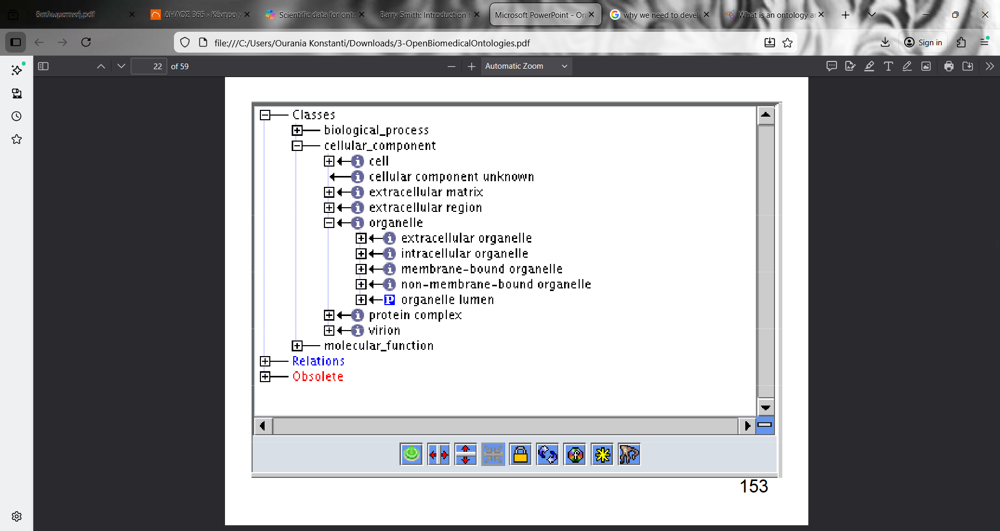 διπλωματική.pdf
ΔΗΛΟΣ 365 › Κέντρο
Scientific data for onto
Barry Smith: Introduction t
Microsoft PowerPoint - On
why we need to devel
What is an ontology a
file:///C:/Users/Ourania Konstanti/Downloads/3-OpenBiomedicalOntologies.pdf
Sign in
22 of 59
Automatic Zoom
Classes
biological_process
cellular_component
cell
cellular component unknown
extracellular matrix
extracellular region
organelle
extracellular organelle
intracellular organelle
membrane-bound organelle
non-membrane-bound organelle
P organelle lumen
protein complex
virion
molecular_function
Relations
Obsolete
153